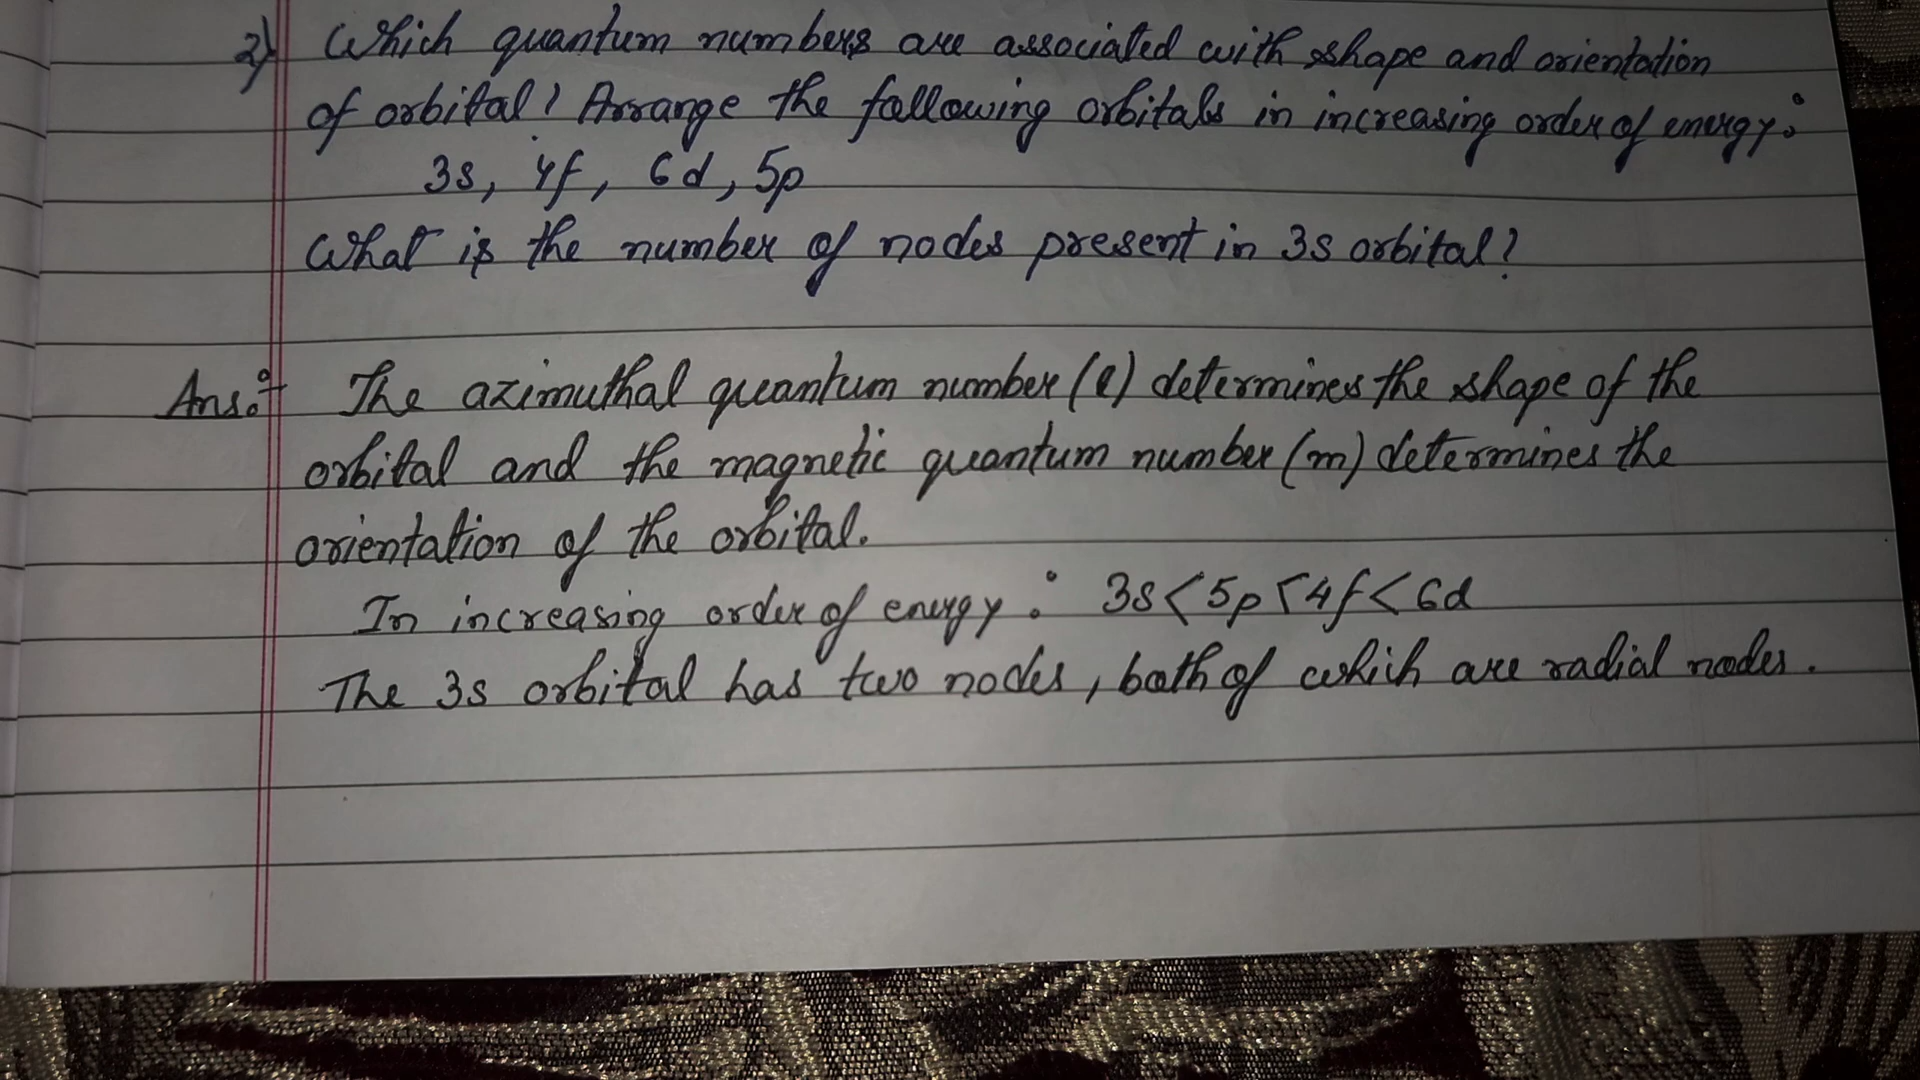 2) Which quantum numbers are associated with shape and orientation
of orbital? Arrange the following orbitals in increasing order of energy:
3s, 4f, 6d, 5p
What is the number of nodes present in 3s orbital?
Ans:- The azimuthal quantum number (l) determines the shape of the
orbital and the magnetic quantum number (m) determines the
orientation of the orbital.
In increasing order of energy: 3s<5p<4f<6d
The 3s orbital has two nodes, both of which are radial nodes.